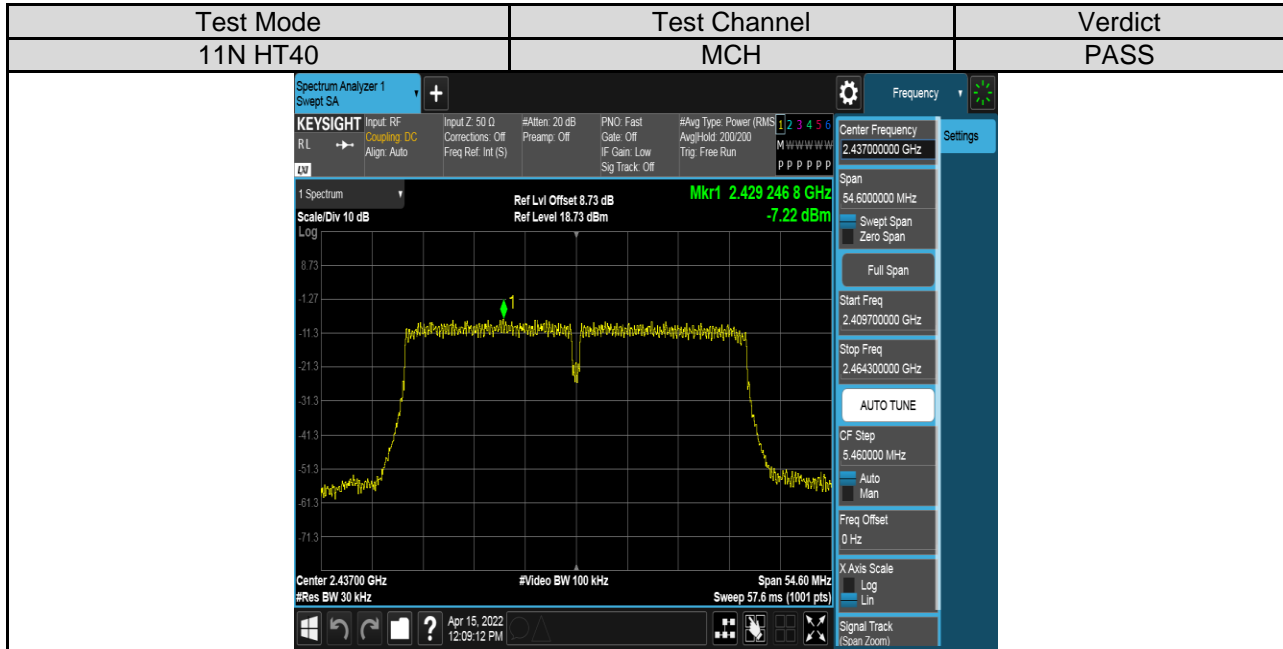 Test Mode Test Channel Verdict
11N HT40 MCH PASS
Spectrum Analyzer 1
Swept SA
Frequency
KEYSIGHT Input: RF Input Z: 50 Ω #Atten: 20 dB PNO: Fast #Avg Type: Power (RMS 1 2 3 4 5 6
RL Coupling: DC Corrections: Off Preamp: Off Gate: Off Avg|Hold: 200/200 M W W W W W
Align: Auto Freq Ref: Int (S) IF Gain: Low Trig: Free Run
LXI Sig Track: Off P P P P P P
1 Spectrum
Scale/Div 10 dB
Log
Ref Lvl Offset 8.73 dB
Ref Level 18.73 dBm
Mkr1 2.429 246 8 GHz
-7.22 dBm
1
8.73
-1.27
-11.3
-21.3
-31.3
-41.3
-51.3
-61.3
-71.3
Center 2.43700 GHz #Video BW 100 kHz Span 54.60 MHz
#Res BW 30 kHz Sweep 57.6 ms (1001 pts)
Apr 15, 2022
12:09:12 PM
Center Frequency
2.437000000 GHz
Settings
Span
54.6000000 MHz
Swept Span
Zero Span
Full Span
Start Freq
2.409700000 GHz
Stop Freq
2.464300000 GHz
AUTO TUNE
CF Step
5.460000 MHz
Auto
Man
Freq Offset
0 Hz
X Axis Scale
Log
Lin
Signal Track
(Span Zoom)